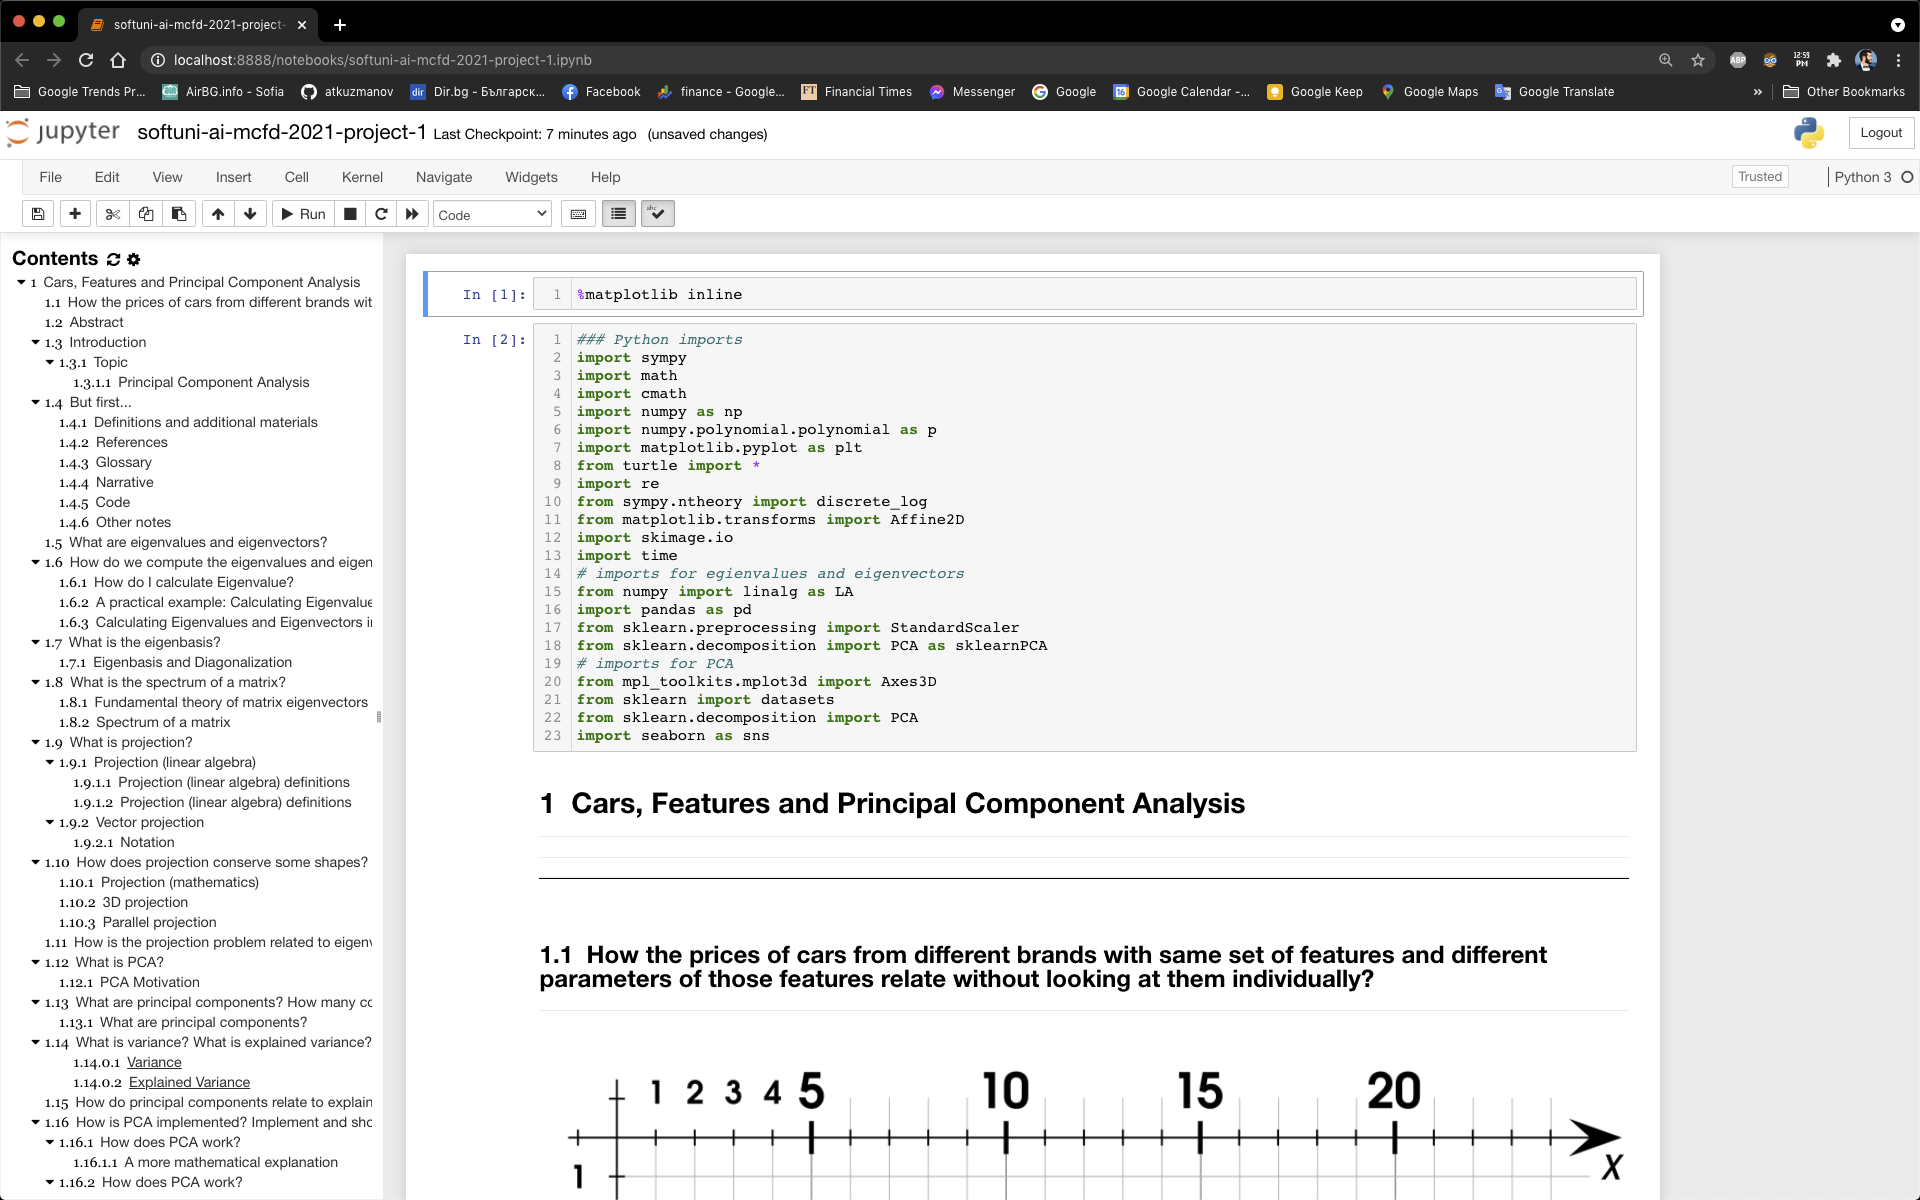 softuni-ai-mcfd-2021-project-
localhost:8888/notebooks/softuni-ai-mcfd-2021-project-1.ipynb
ABP
12:59 PM
Google Trends Pr... AirBG.info - Sofia atkuzmanov dir Dir.bg - Българск... Facebook finance - Google... FT Financial Times Messenger Google 16 Google Calendar -... Google Keep Google Maps Google Translate » Other Bookmarks
jupyter softuni-ai-mcfd-2021-project-1 Last Checkpoint: 7 minutes ago (unsaved changes) Logout
File Edit View Insert Cell Kernel Navigate Widgets Help Trusted Python 3
Run Code abc
Contents
1 Cars, Features and Principal Component Analysis
1.1 How the prices of cars from different brands wit
1.2 Abstract
1.3 Introduction
1.3.1 Topic
1.3.1.1 Principal Component Analysis
1.4 But first...
1.4.1 Definitions and additional materials
1.4.2 References
1.4.3 Glossary
1.4.4 Narrative
1.4.5 Code
1.4.6 Other notes
1.5 What are eigenvalues and eigenvectors?
1.6 How do we compute the eigenvalues and eigen
1.6.1 How do I calculate Eigenvalue?
1.6.2 A practical example: Calculating Eigenvalue
1.6.3 Calculating Eigenvalues and Eigenvectors i
1.7 What is the eigenbasis?
1.7.1 Eigenbasis and Diagonalization
1.8 What is the spectrum of a matrix?
1.8.1 Fundamental theory of matrix eigenvectors
1.8.2 Spectrum of a matrix
1.9 What is projection?
1.9.1 Projection (linear algebra)
1.9.1.1 Projection (linear algebra) definitions
1.9.1.2 Projection (linear algebra) definitions
1.9.2 Vector projection
1.9.2.1 Notation
1.10 How does projection conserve some shapes?
1.10.1 Projection (mathematics)
1.10.2 3D projection
1.10.3 Parallel projection
1.11 How is the projection problem related to eigenv
1.12 What is PCA?
1.12.1 PCA Motivation
1.13 What are principal components? How many co
1.13.1 What are principal components?
1.14 What is variance? What is explained variance?
1.14.0.1 Variance
1.14.0.2 Explained Variance
1.15 How do principal components relate to explain
1.16 How is PCA implemented? Implement and sho
1.16.1 How does PCA work?
1.16.1.1 A more mathematical explanation
1.16.2 How does PCA work?
In [1]: 1 %matplotlib inline
In [2]: 1 ### Python imports
2 import sympy
3 import math
4 import cmath
5 import numpy as np
6 import numpy.polynomial.polynomial as p
7 import matplotlib.pyplot as plt
8 from turtle import *
9 import re
10 from sympy.ntheory import discrete_log
11 from matplotlib.transforms import Affine2D
12 import skimage.io
13 import time
14 # imports for egienvalues and eigenvectors
15 from numpy import linalg as LA
16 import pandas as pd
17 from sklearn.preprocessing import StandardScaler
18 from sklearn.decomposition import PCA as sklearnPCA
19 # imports for PCA
20 from mpl_toolkits.mplot3d import Axes3D
21 from sklearn import datasets
22 from sklearn.decomposition import PCA
23 import seaborn as sns
1 Cars, Features and Principal Component Analysis
1.1 How the prices of cars from different brands with same set of features and different
parameters of those features relate without looking at them individually?
1 2 3 4 5 10 15 20
X
1